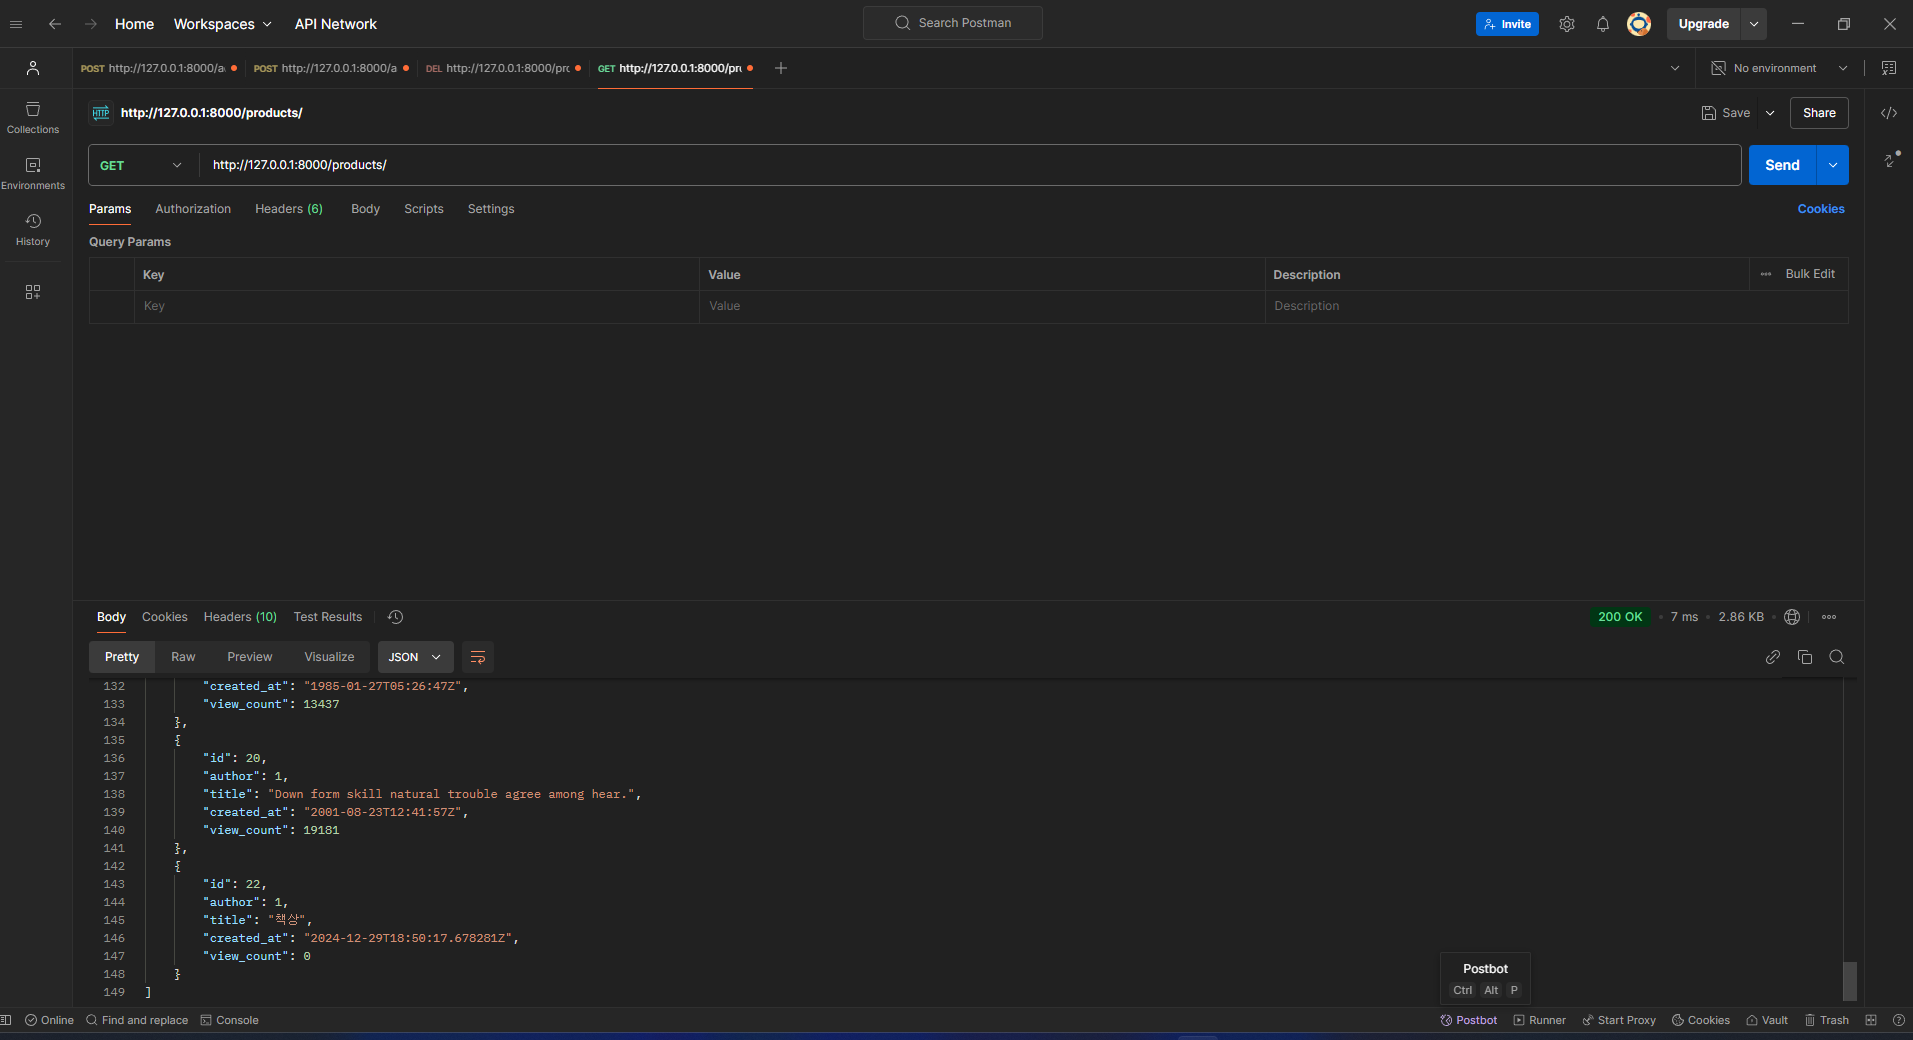 Home Workspaces API Network Search Postman Invite Upgrade
POST http://127.0.0.1:8000/a POST http://127.0.0.1:8000/a DEL http://127.0.0.1:8000/pro GET http://127.0.0.1:8000/pr No environment
HTTP http://127.0.0.1:8000/products/ Save Share
Collections
GET http://127.0.0.1:8000/products/ Send
Environments
Params Authorization Headers (6) Body Scripts Settings Cookies
History
Query Params
Key Value Description Bulk Edit
Key Value Description
Body Cookies Headers (10) Test Results 200 OK 7 ms 2.86 KB
Pretty Raw Preview Visualize JSON
132 "created_at": "1985-01-27T05:26:47Z",
133 "view_count": 13437
134 },
135 {
136 "id": 20,
137 "author": 1,
138 "title": "Down form skill natural trouble agree among hear.",
139 "created_at": "2001-08-23T12:41:57Z",
140 "view_count": 19181
141 },
142 {
143 "id": 22,
144 "author": 1,
145 "title": "책상",
146 "created_at": "2024-12-29T18:50:17.678281Z",
147 "view_count": 0
148 }
149 ]
Postbot
Ctrl Alt P
Online Find and replace Console Postbot Runner Start Proxy Cookies Vault Trash